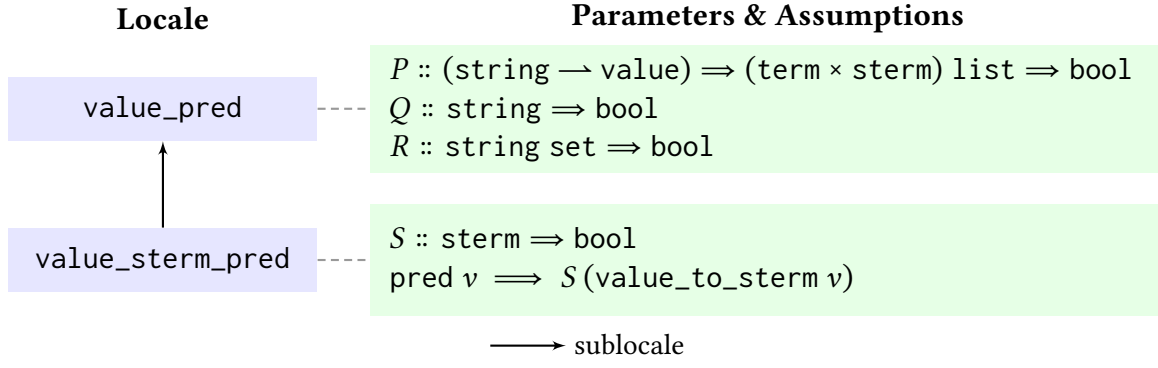 Locale
Parameters & Assumptions
value_pred
P :: (string ⇀ value) ⟹ (term × sterm) list ⟹ bool
Q :: string ⟹ bool
R :: string set ⟹ bool
value_sterm_pred
S :: sterm ⟹ bool
pred v ⟹ S (value_to_sterm v)
sublocale